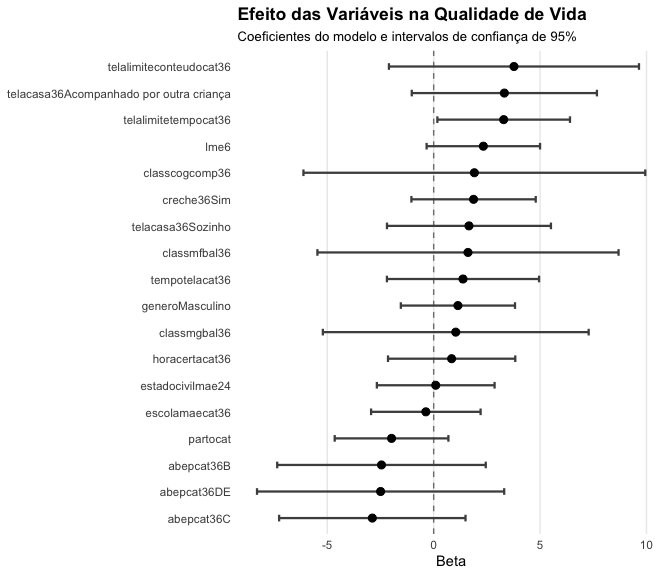 Efeito das Variáveis na Qualidade de Vida
Coeficientes do modelo e intervalos de confiança de 95%
telalimiteconteudocat36
telacasa36Acompanhado por outra criança
telalimitetempocat36
lme6
classcogcomp36
creche36Sim
telacasa36Sozinho
classmfbal36
tempotelacat36
generoMasculino
classmgbal36
horacertacat36
estadocivilmae24
escolamaecat36
partocat
abepcat36B
abepcat36DE
abepcat36C
-5 0 5 10
Beta